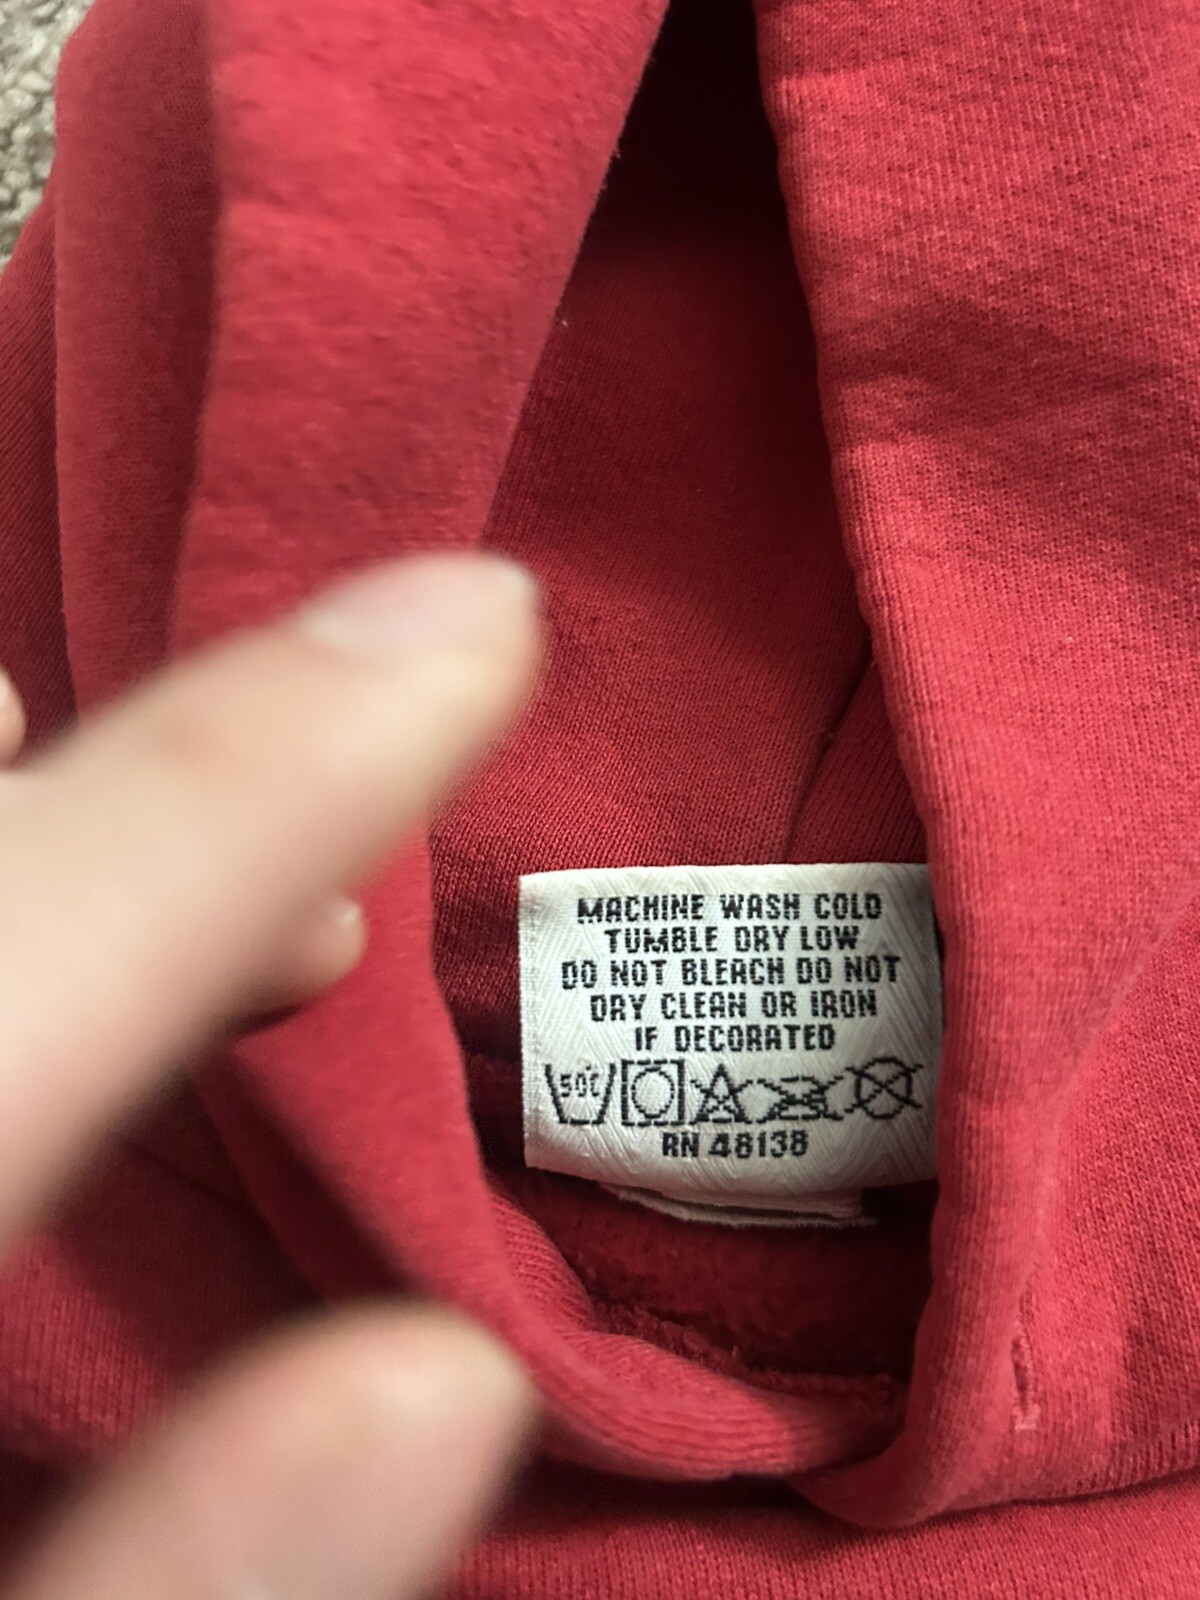 MACHINE WASH COLD
TUMBLE DRY LOW
DO NOT BLEACH DO NOT
DRY CLEAN OR IRON
IF DECORATED
50°C
RN 48138